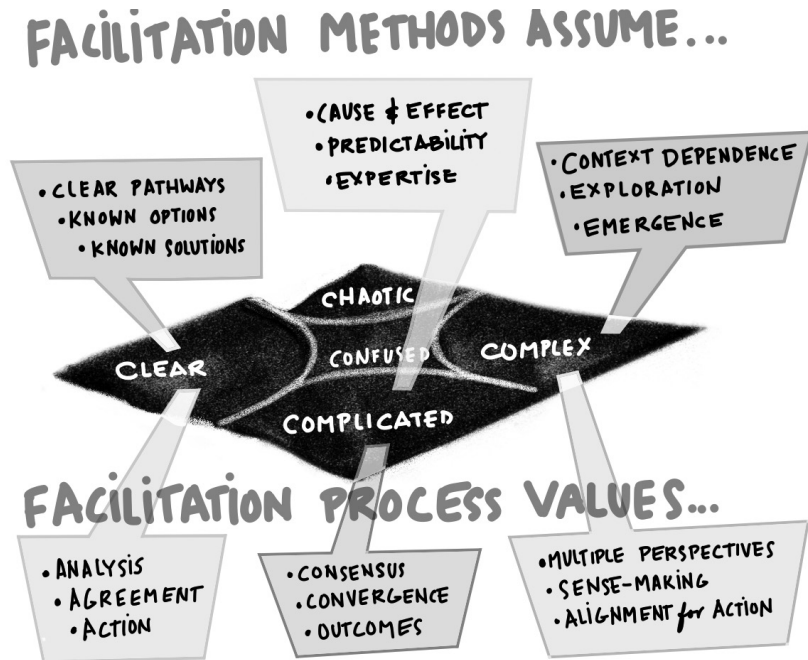 FACILITATION METHODS ASSUME...
• CAUSE & EFFECT
• PREDICTABILITY
• EXPERTISE
• CLEAR PATHWAYS
• KNOWN OPTIONS
• KNOWN SOLUTIONS
• CONTEXT DEPENDENCE
• EXPLORATION
• EMERGENCE
CHAOTIC
CLEAR
CONFUSED
COMPLEX
COMPLICATED
FACILITATION PROCESS VALUES...
• ANALYSIS
• AGREEMENT
• ACTION
• CONSENSUS
• CONVERGENCE
• OUTCOMES
• MULTIPLE PERSPECTIVES
• SENSE-MAKING
• ALIGNMENT for ACTION